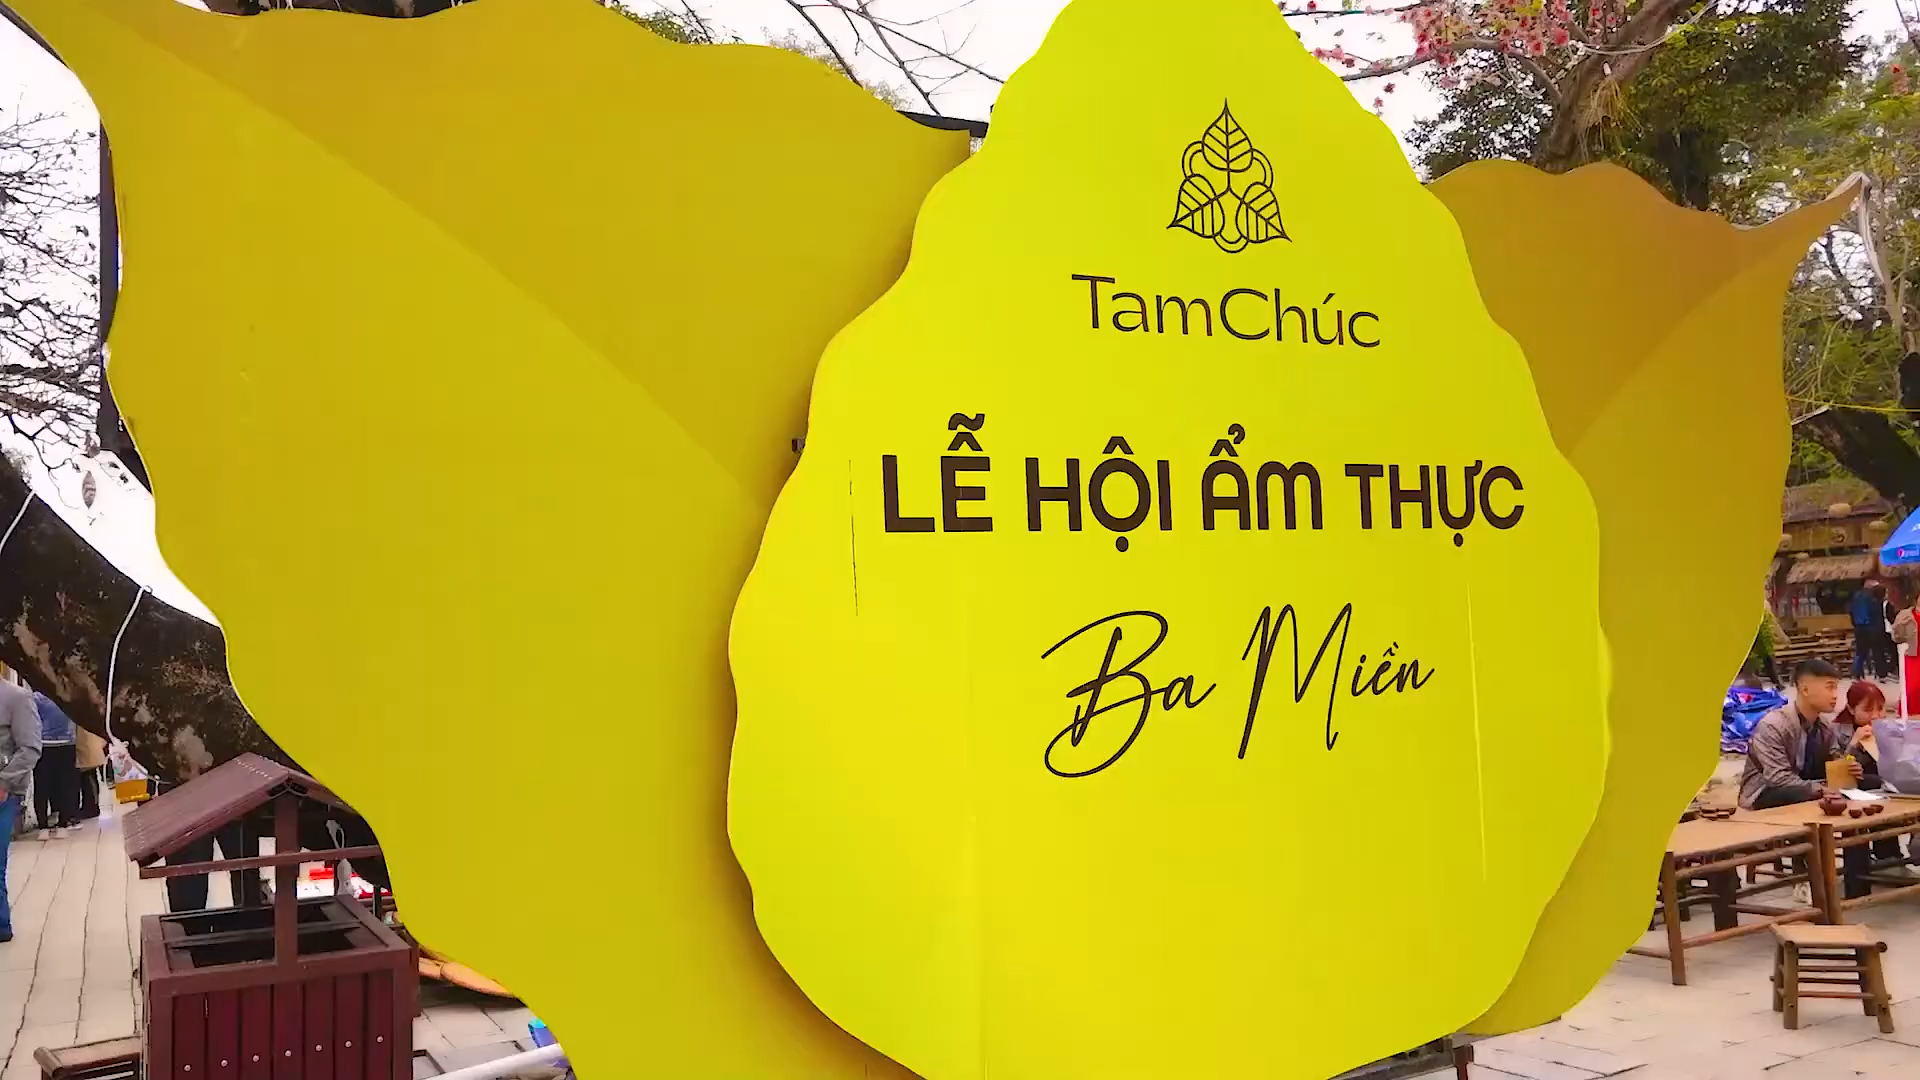 TamChúc
LỄ HỘI ẨM THỰC
Ba Miền